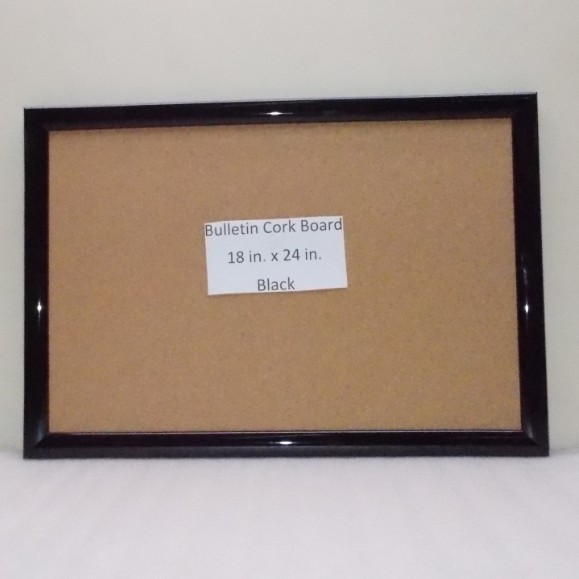 Bulletin Cork Board
18 in. x 24 in.
Black